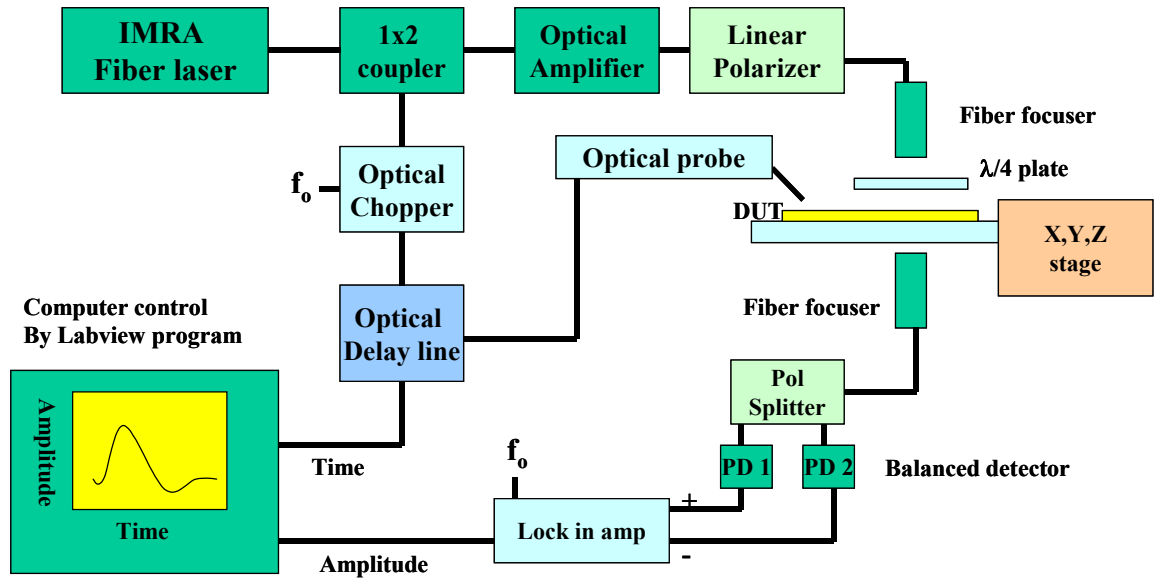 IMRA
Fiber laser
1x2
coupler
Optical
Amplifier
Linear
Polarizer
Fiber focuser
λ/4 plate
Optical probe
fo
Optical
Chopper
DUT
X,Y,Z
stage
Computer control
By Labview program
Optical
Delay line
Fiber focuser
Pol
Splitter
Amplitude
Time
Time
fo
PD 1
PD 2
Balanced detector
+
Lock in amp
-
Amplitude